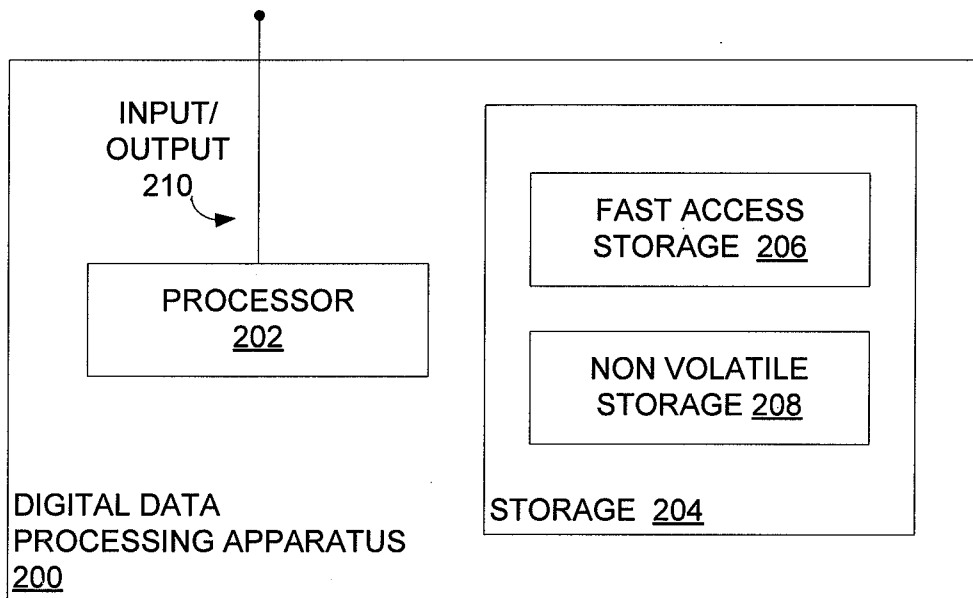 INPUT/
OUTPUT
210
PROCESSOR
202
FAST ACCESS
STORAGE 206
NON VOLATILE
STORAGE 208
STORAGE 204
DIGITAL DATA
PROCESSING APPARATUS
200